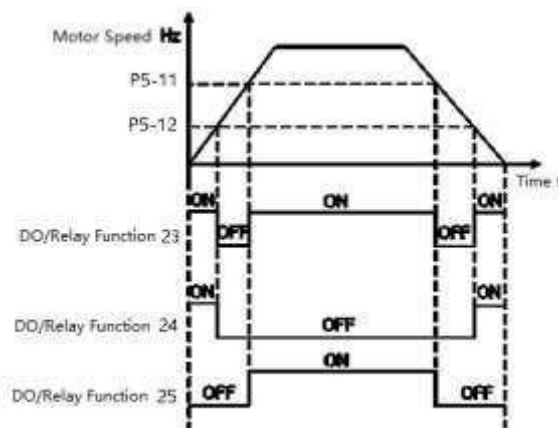 Motor Speed Hz
P5-11
P5-12
Time t
ON ON ON
DO/Relay Function 23 OFF OFF
ON ON
DO/Relay Function 24 OFF
ON
DO/Relay Function 25 OFF OFF